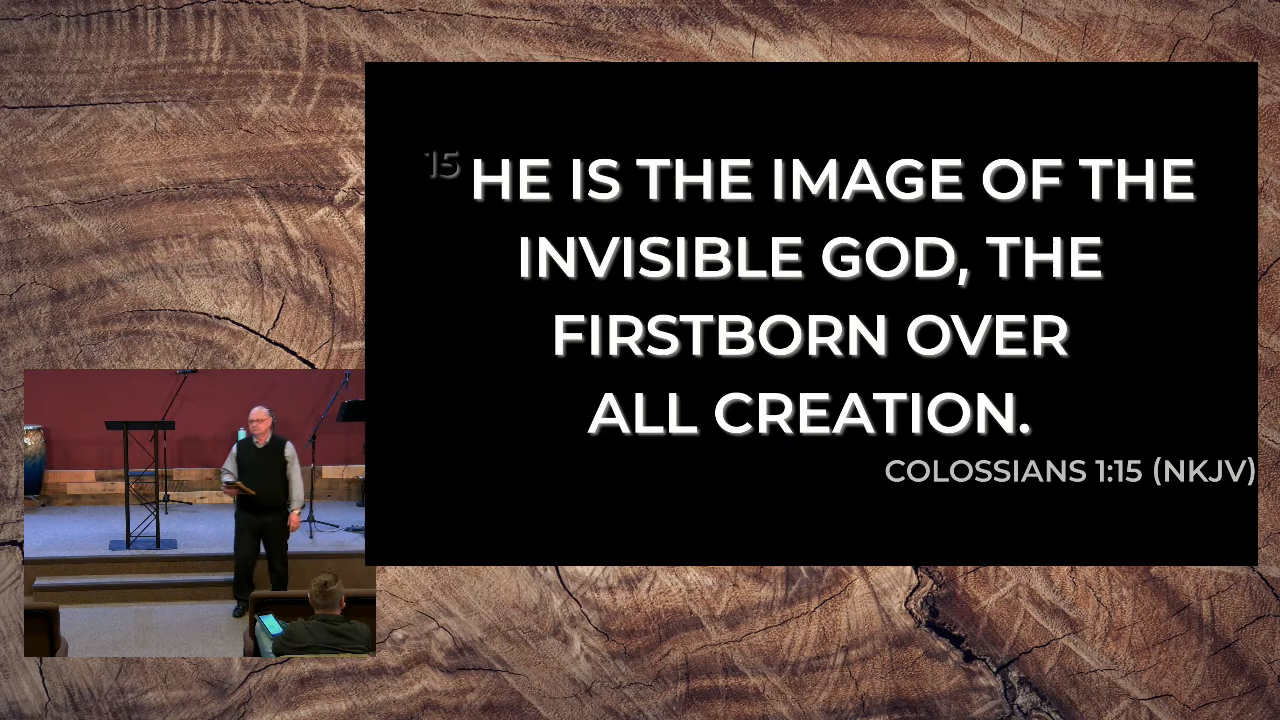 15 HE IS THE IMAGE OF THE
INVISIBLE GOD, THE
FIRSTBORN OVER
ALL CREATION.
COLOSSIANS 1:15 (NKJV)